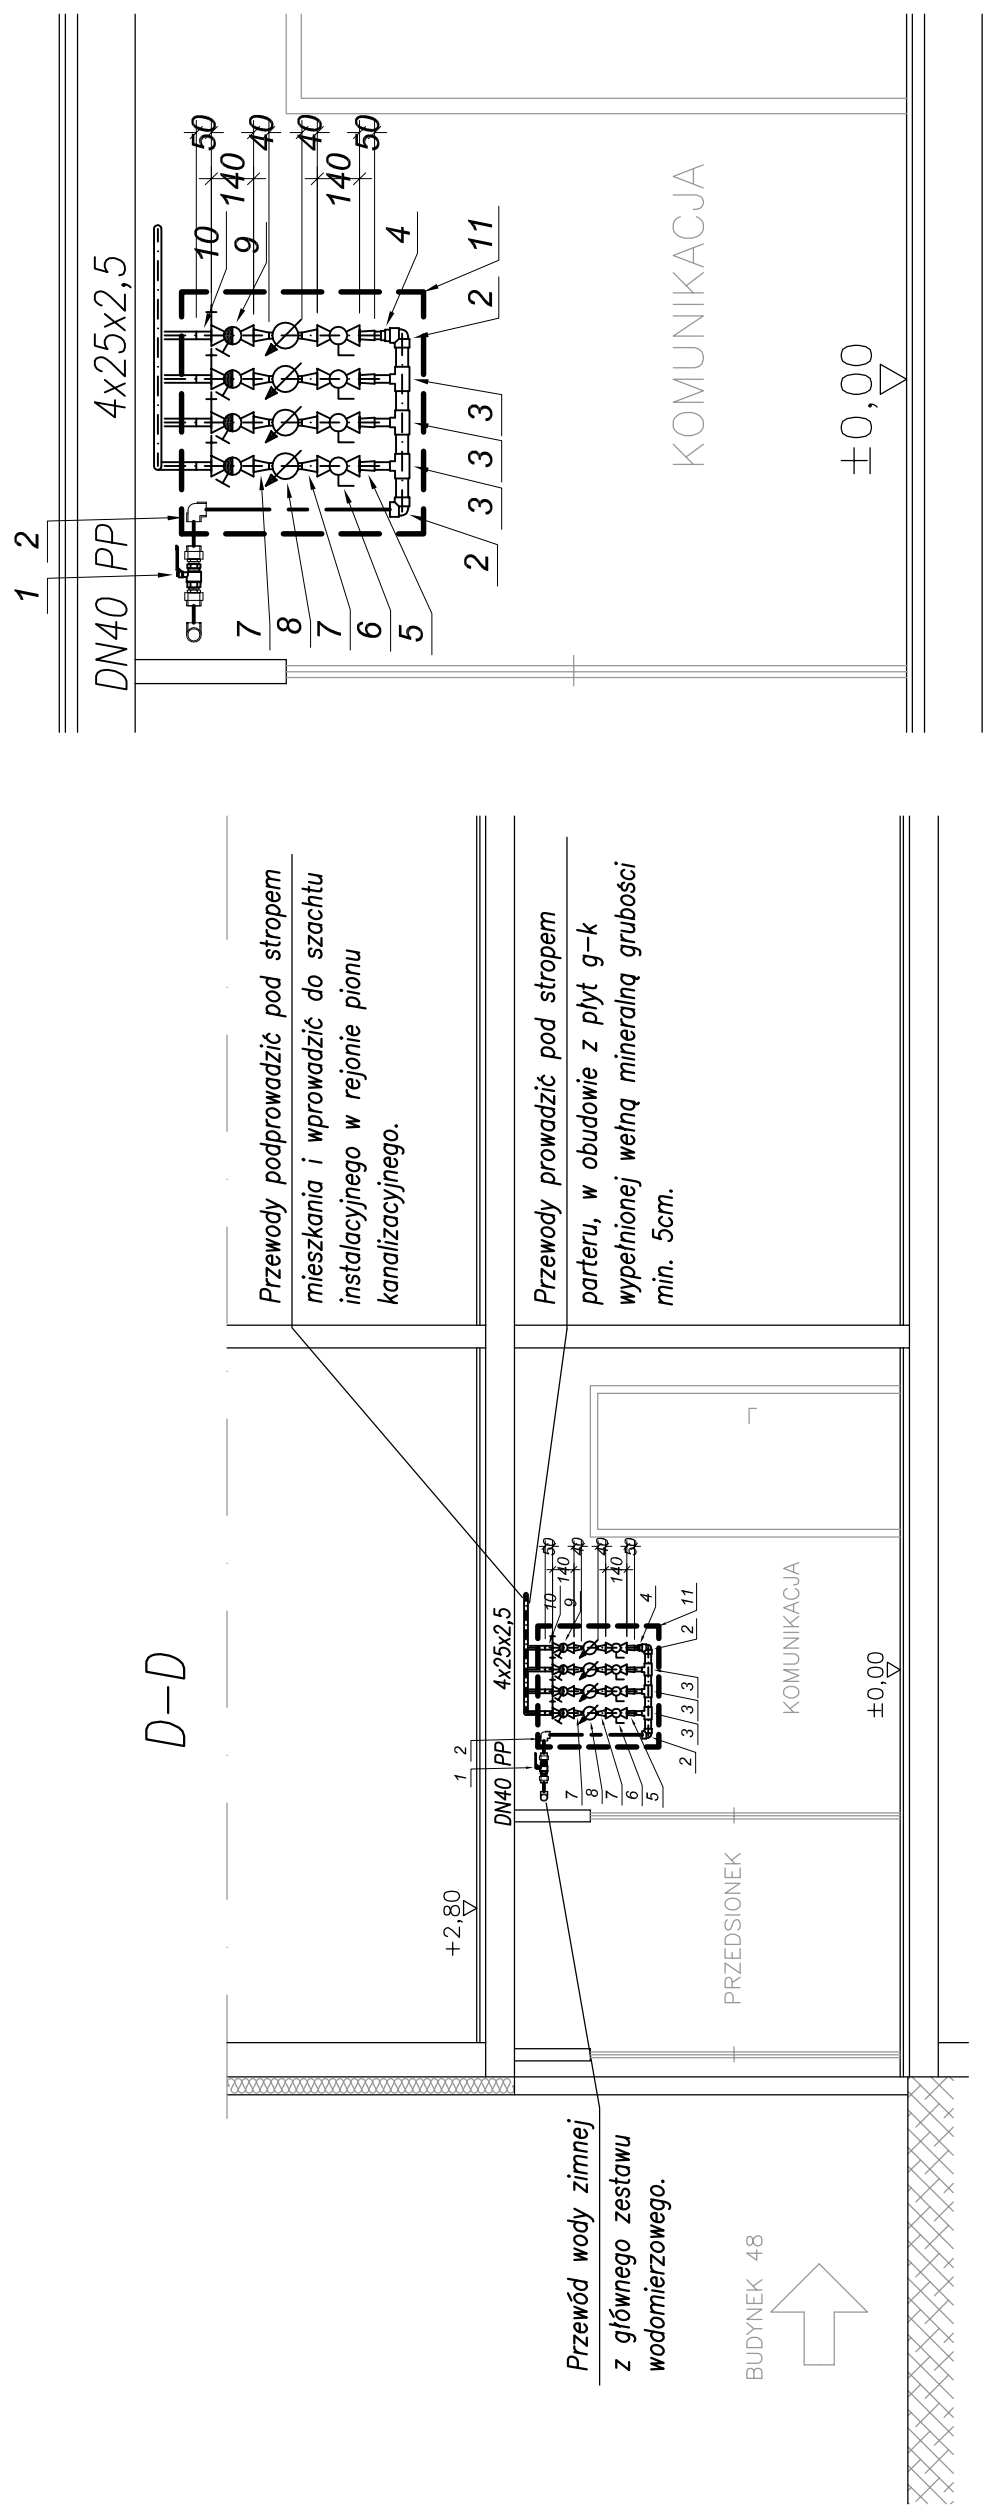 D-D
Przewód wody zimnej
z głównego zestawu
wodomierzowego.
BUDYNEK 48
+2,80
PRZEDSIONEK
DN40 PP
4x25x2,5
1
2
10
9
50
140
40
40
140
50
7
8
7
6
5
2
3
3
3
2
4
11
KOMUNIKACJA
±0,00
Przewody podprowadzić pod stropem
mieszkania i wprowadzić do szachtu
instalacyjnego w rejonie pionu
kanalizacyjnego.
Przewody prowadzić pod stropem
parteru, w obudowie z płyt g-k
wypełnionej wełną mineralną grubości
min. 5cm.
DN40 PP
4x25x2,5
1
2
10
9
50
140
40
40
140
50
7
8
7
6
5
2
3
3
3
2
4
11
KOMUNIKACJA
±0,00